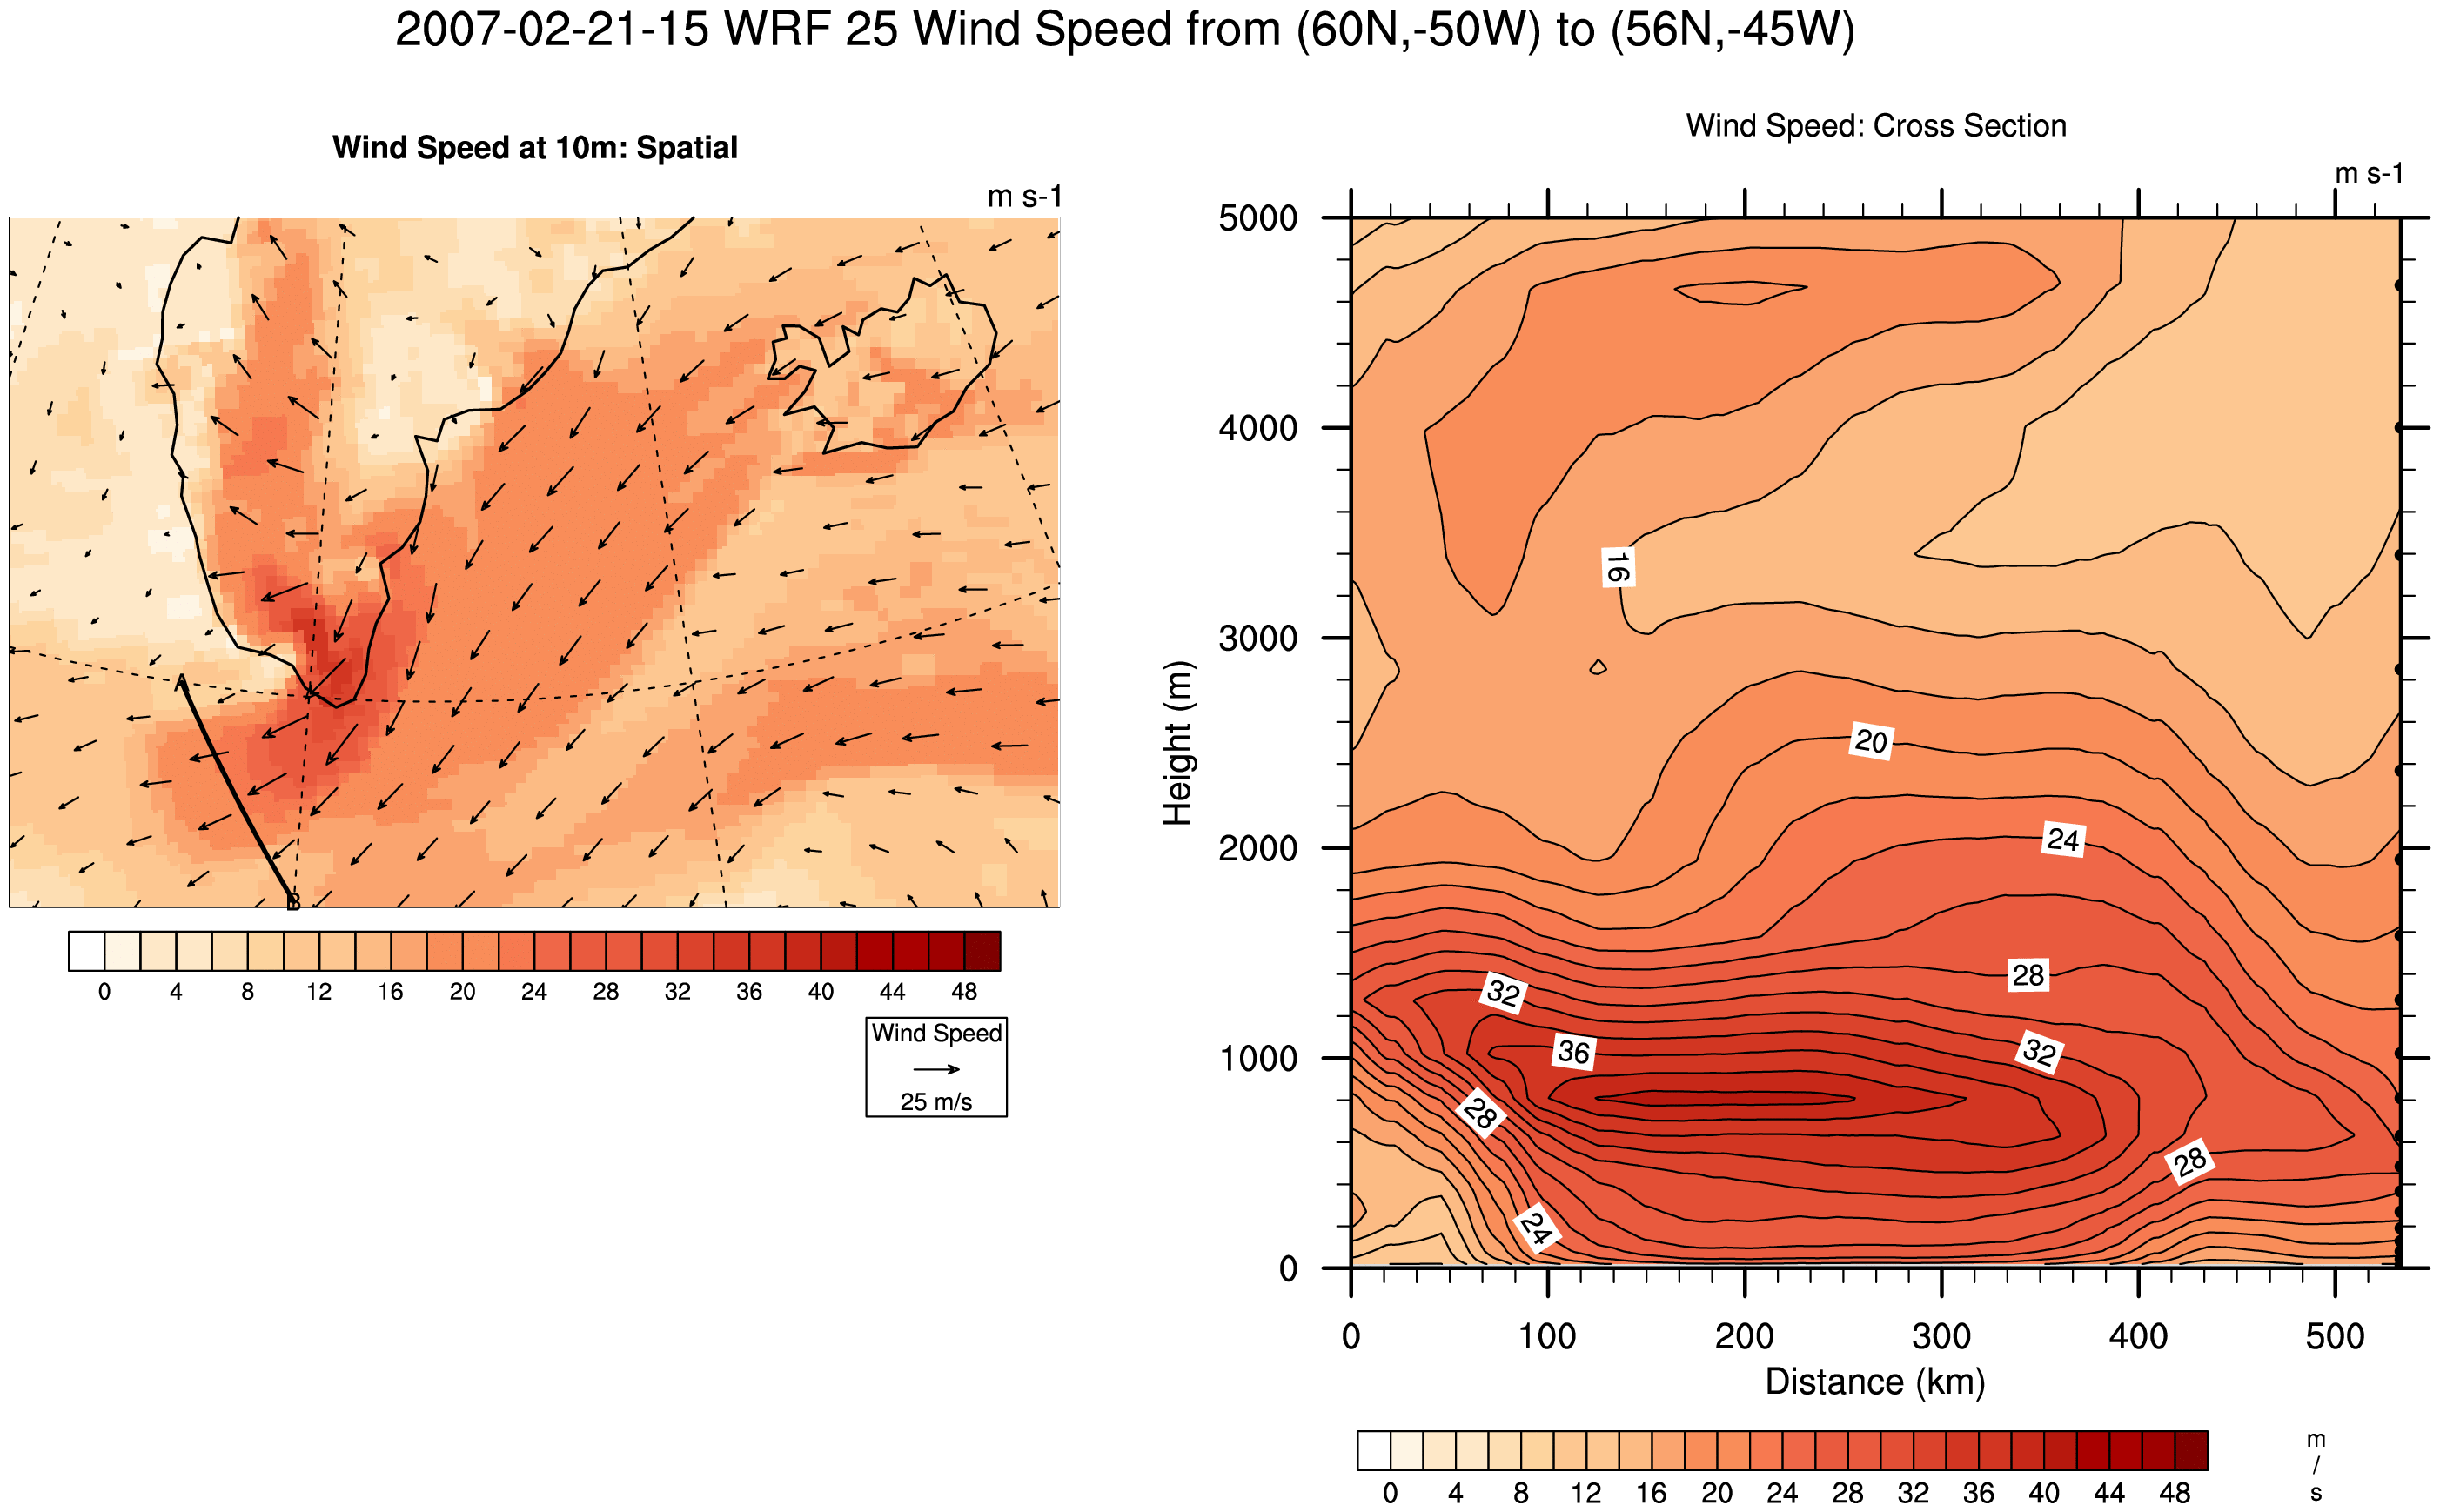 2007-02-21-15 WRF 25 Wind Speed from (60N,-50W) to (56N,-45W)
Wind Speed at 10m: Spatial
m s-1
A
B
0 4 8 12 16 20 24 28 32 36 40 44 48
Wind Speed
25 m/s
Wind Speed: Cross Section
m s-1
5000
4000
3000
2000
1000
0
Height (m)
16
20
24
28
32
36
32
28
28
24
0 100 200 300 400 500
Distance (km)
0 4 8 12 16 20 24 28 32 36 40 44 48
m
/
s